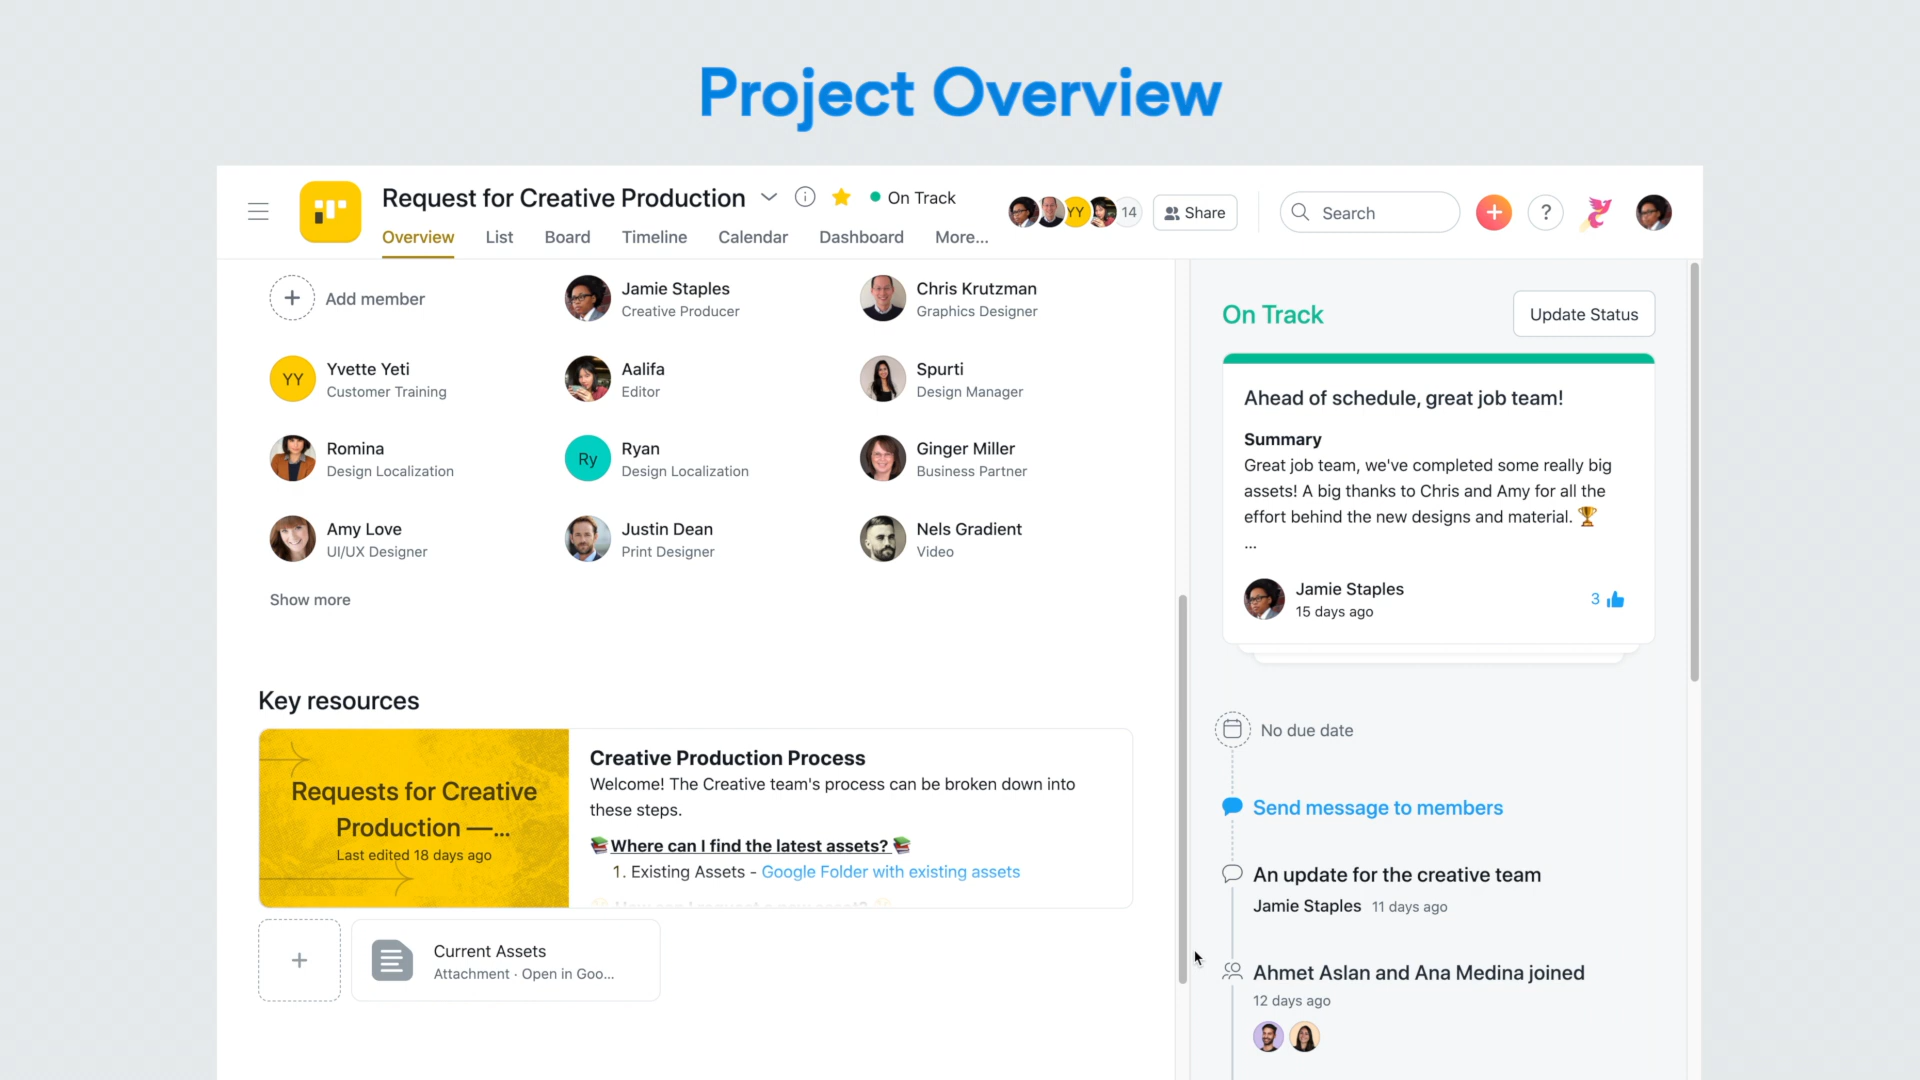 Project Overview
Request for Creative Production
On Track
YY
14
Share
Search
?
Overview
List
Board
Timeline
Calendar
Dashboard
More...
Add member
Jamie Staples
Creative Producer
Chris Krutzman
Graphics Designer
YY
Yvette Yeti
Customer Training
Aalifa
Editor
Spurti
Design Manager
Romina
Design Localization
Ry
Ryan
Design Localization
Ginger Miller
Business Partner
Amy Love
UI/UX Designer
Justin Dean
Print Designer
Nels Gradient
Video
Show more
Key resources
Requests for Creative
Production —...
Last edited 18 days ago
Creative Production Process
Welcome! The Creative team's process can be broken down into
these steps.
📚Where can I find the latest assets? 📚
1. Existing Assets - Google Folder with existing assets
Current Assets
Attachment · Open in Goo...
On Track
Update Status
Ahead of schedule, great job team!
Summary
Great job team, we've completed some really big
assets! A big thanks to Chris and Amy for all the
effort behind the new designs and material. 🏆
...
Jamie Staples
15 days ago
3
No due date
Send message to members
An update for the creative team
Jamie Staples 11 days ago
Ahmet Aslan and Ana Medina joined
12 days ago